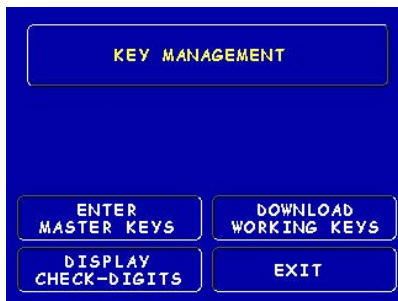 KEY MANAGEMENT
ENTER
MASTER KEYS
DOWNLOAD
WORKING KEYS
DISPLAY
CHECK-DIGITS
EXIT